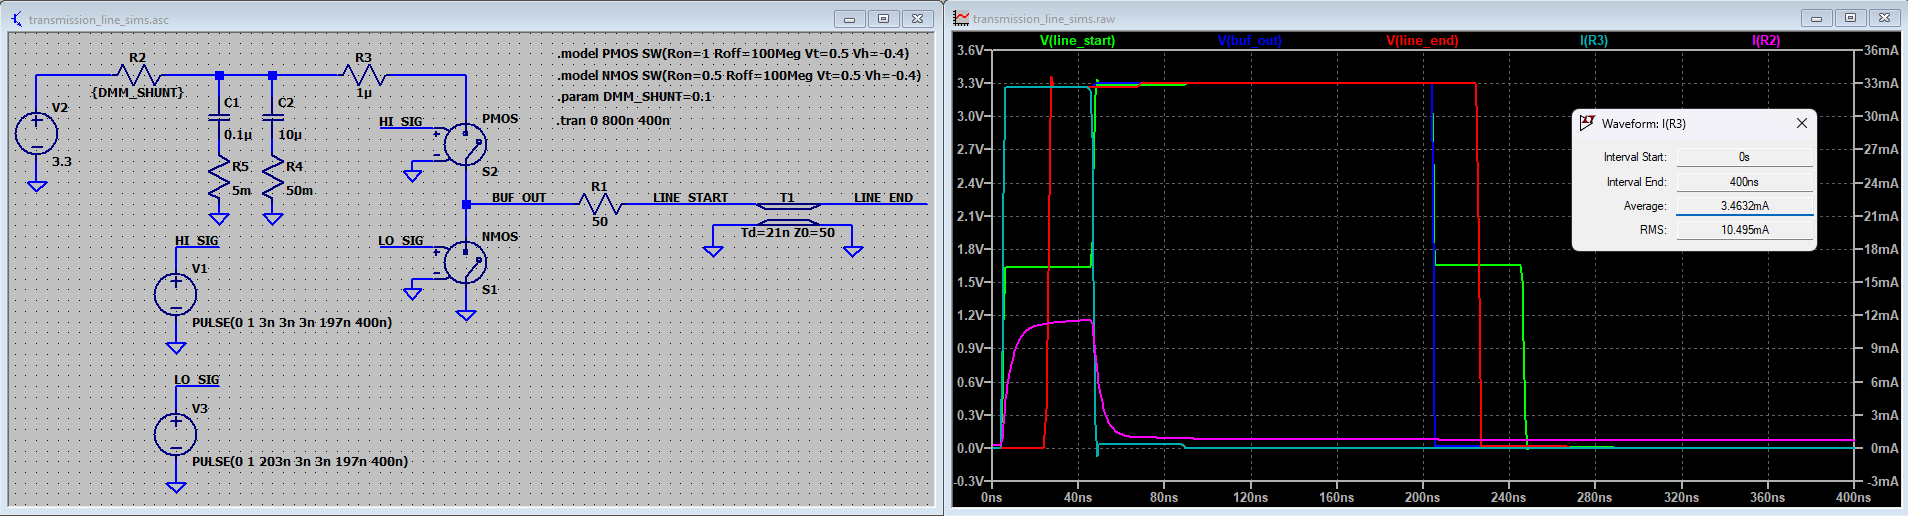 transmission_line_sims.asc
R2
{DMM_SHUNT}
R3
1µ
.model PMOS SW(Ron=1 Roff=100Meg Vt=0.5 Vh=-0.4)
.model NMOS SW(Ron=0.5 Roff=100Meg Vt=0.5 Vh=-0.4)
.param DMM_SHUNT=0.1
.tran 0 800n 400n
V2
3.3
C1
0.1µ
C2
10µ
R5
5m
R4
50m
HI_SIG
PMOS
S2
BUF_OUT
R1
50
LINE_START
T1
Td=21n Z0=50
LINE_END
LO_SIG
NMOS
S1
HI_SIG
V1
PULSE(0 1 3n 3n 3n 197n 400n)
LO_SIG
V3
PULSE(0 1 203n 3n 3n 197n 400n)
transmission_line_sims.raw
V(line_start)
V(buf_out)
V(line_end)
I(R3)
I(R2)
3.6V
3.3V
3.0V
2.7V
2.4V
2.1V
1.8V
1.5V
1.2V
0.9V
0.6V
0.3V
0.0V
-0.3V
36mA
33mA
30mA
27mA
24mA
21mA
18mA
15mA
12mA
9mA
6mA
3mA
0mA
-3mA
0ns 40ns 80ns 120ns 160ns 200ns 240ns 280ns 320ns 360ns 400ns
Waveform: I(R3)
Interval Start: 0s
Interval End: 400ns
Average: 3.4632mA
RMS: 10.495mA